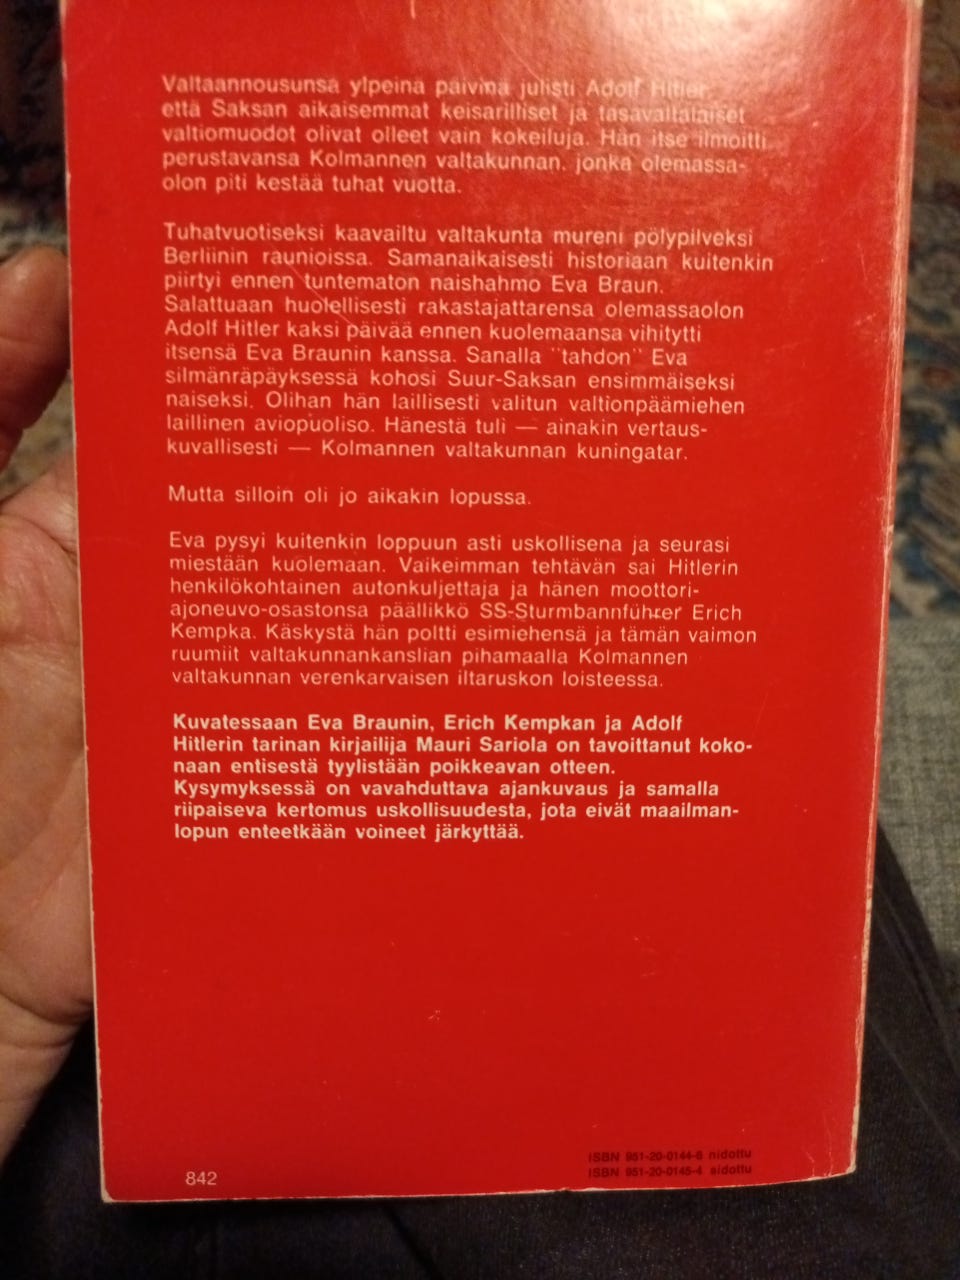 Valtaannousunsa ylpeinä päivinä julisti Adolf Hitler,
että Saksan aikaisemmat keisarilliset ja tasavaltalaiset
valtiomuodot olivat olleet vain kokeiluja. Hän itse ilmoitti
perustavansa Kolmannen valtakunnan, jonka olemassa-
olon piti kestää tuhat vuotta.
Tuhatvuotiseksi kaavailtu valtakunta mureni pölypilveksi
Berliinin raunioissa. Samanaikaisesti historiaan kuitenkin
piirtyi ennen tuntematon naishahmo Eva Braun.
Salattuaan huolellisesti rakastajattarensa olemassaolon
Adolf Hitler kaksi päivää ennen kuolemaansa vihitytti
itsensä Eva Braunin kanssa. Sanalla "tahdon" Eva
silmänräpäyksessä kohosi Suur-Saksan ensimmäiseksi
naiseksi. Olihan hän laillisesti valitun valtionpäämiehen
laillinen aviopuoliso. Hänestä tuli — ainakin vertaus-
kuvallisesti — Kolmannen valtakunnan kuningatar.
Mutta silloin oli jo aikakin lopussa.
Eva pysyi kuitenkin loppuun asti uskollisena ja seurasi
miestään kuolemaan. Vaikeimman tehtävän sai Hitlerin
henkilökohtainen autonkuljettaja ja hänen moottori-
ajoneuvo-osastonsa päällikkö SS-Sturmbannführer Erich
Kempka. Käskystä hän poltti esimiehensä ja tämän vaimon
ruumiit valtakunnankanslian pihamaalla Kolmannen
valtakunnan verenkarvaisen iltaruskon loisteessa.
Kuvatessaan Eva Braunin, Erich Kempkan ja Adolf
Hitlerin tarinan kirjailija Mauri Sariola on tavoittanut koko-
naan entisestä tyylistään poikkeavan otteen.
Kysymyksessä on vavahduttava ajankuvaus ja samalla
riipaiseva kertomus uskollisuudesta, jota eivät maailman-
lopun enteetkään voineet järkyttää.
ISBN 951-20-0144-6 nidottu
ISBN 951-20-0145-4 sidottu
842